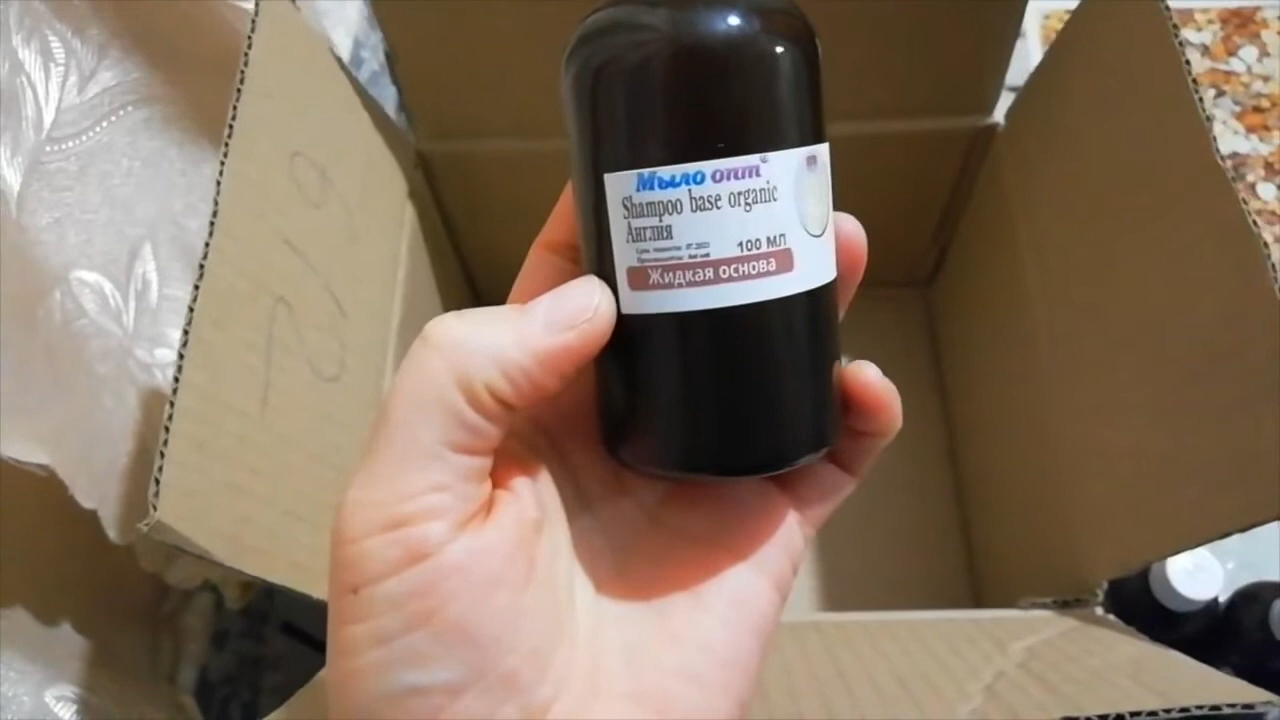 Мыло опт®
Shampoo base organic
Англия
100 МЛ
Жидкая основа